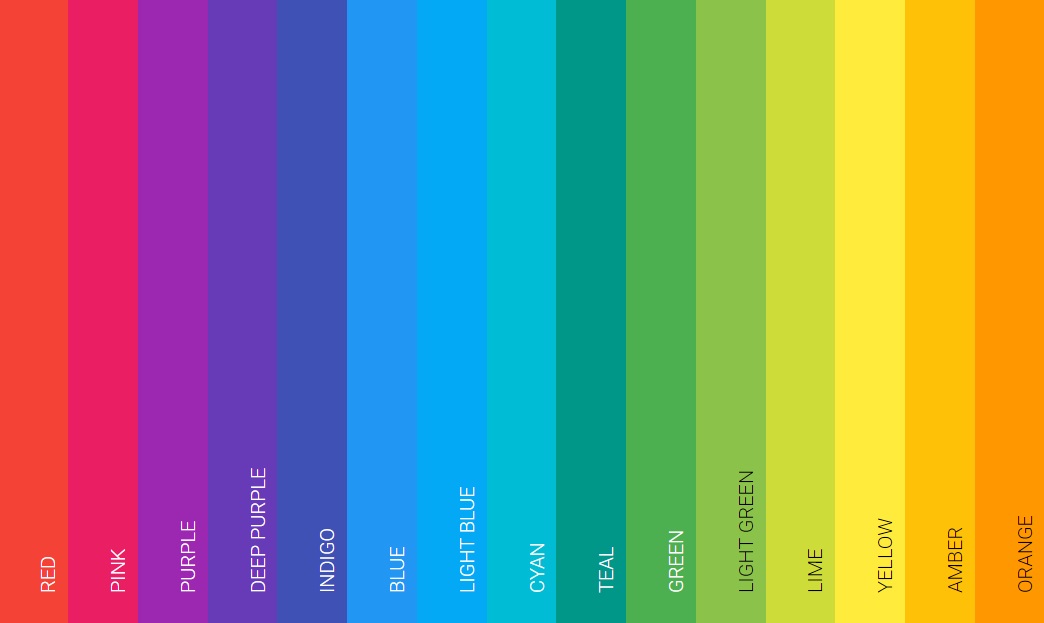 RED
PINK
PURPLE
DEEP PURPLE
INDIGO
BLUE
LIGHT BLUE
CYAN
TEAL
GREEN
LIGHT GREEN
LIME
YELLOW
AMBER
ORANGE